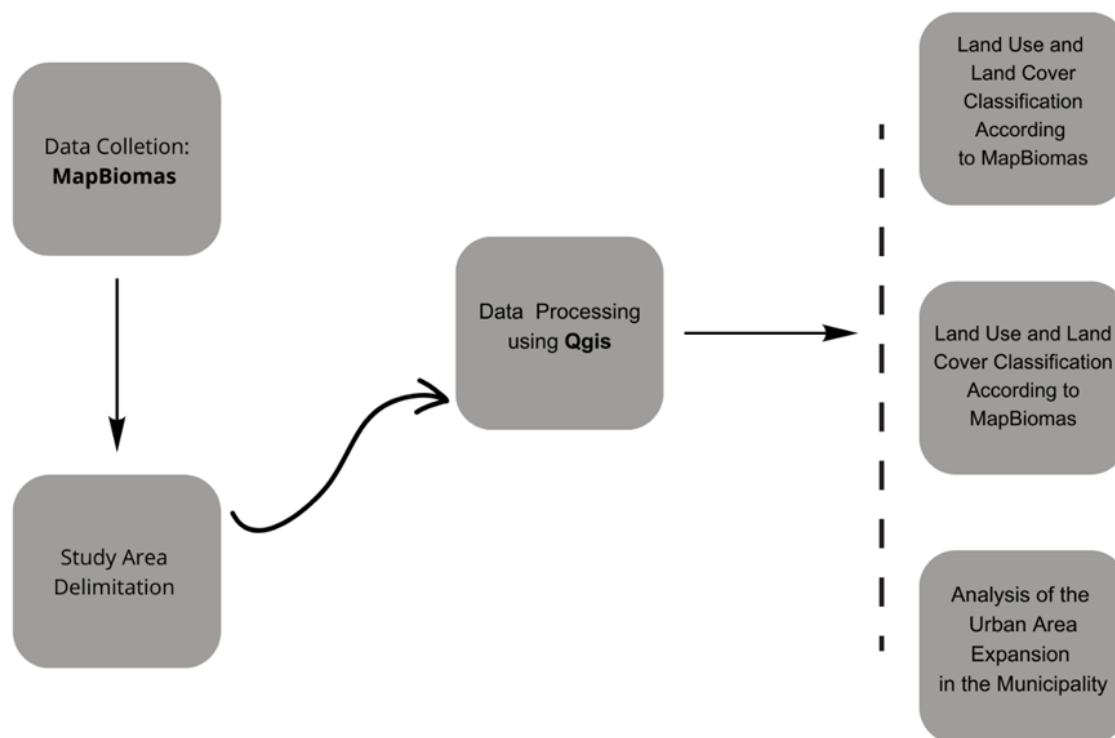 Data Colletion:
MapBiomas
Study Area
Delimitation
Data Processing
using Qgis
Land Use and
Land Cover
Classification
According
to MapBiomas
Land Use and Land
Cover Classification
According to
MapBiomas
Analysis of the
Urban Area
Expansion
in the Municipality